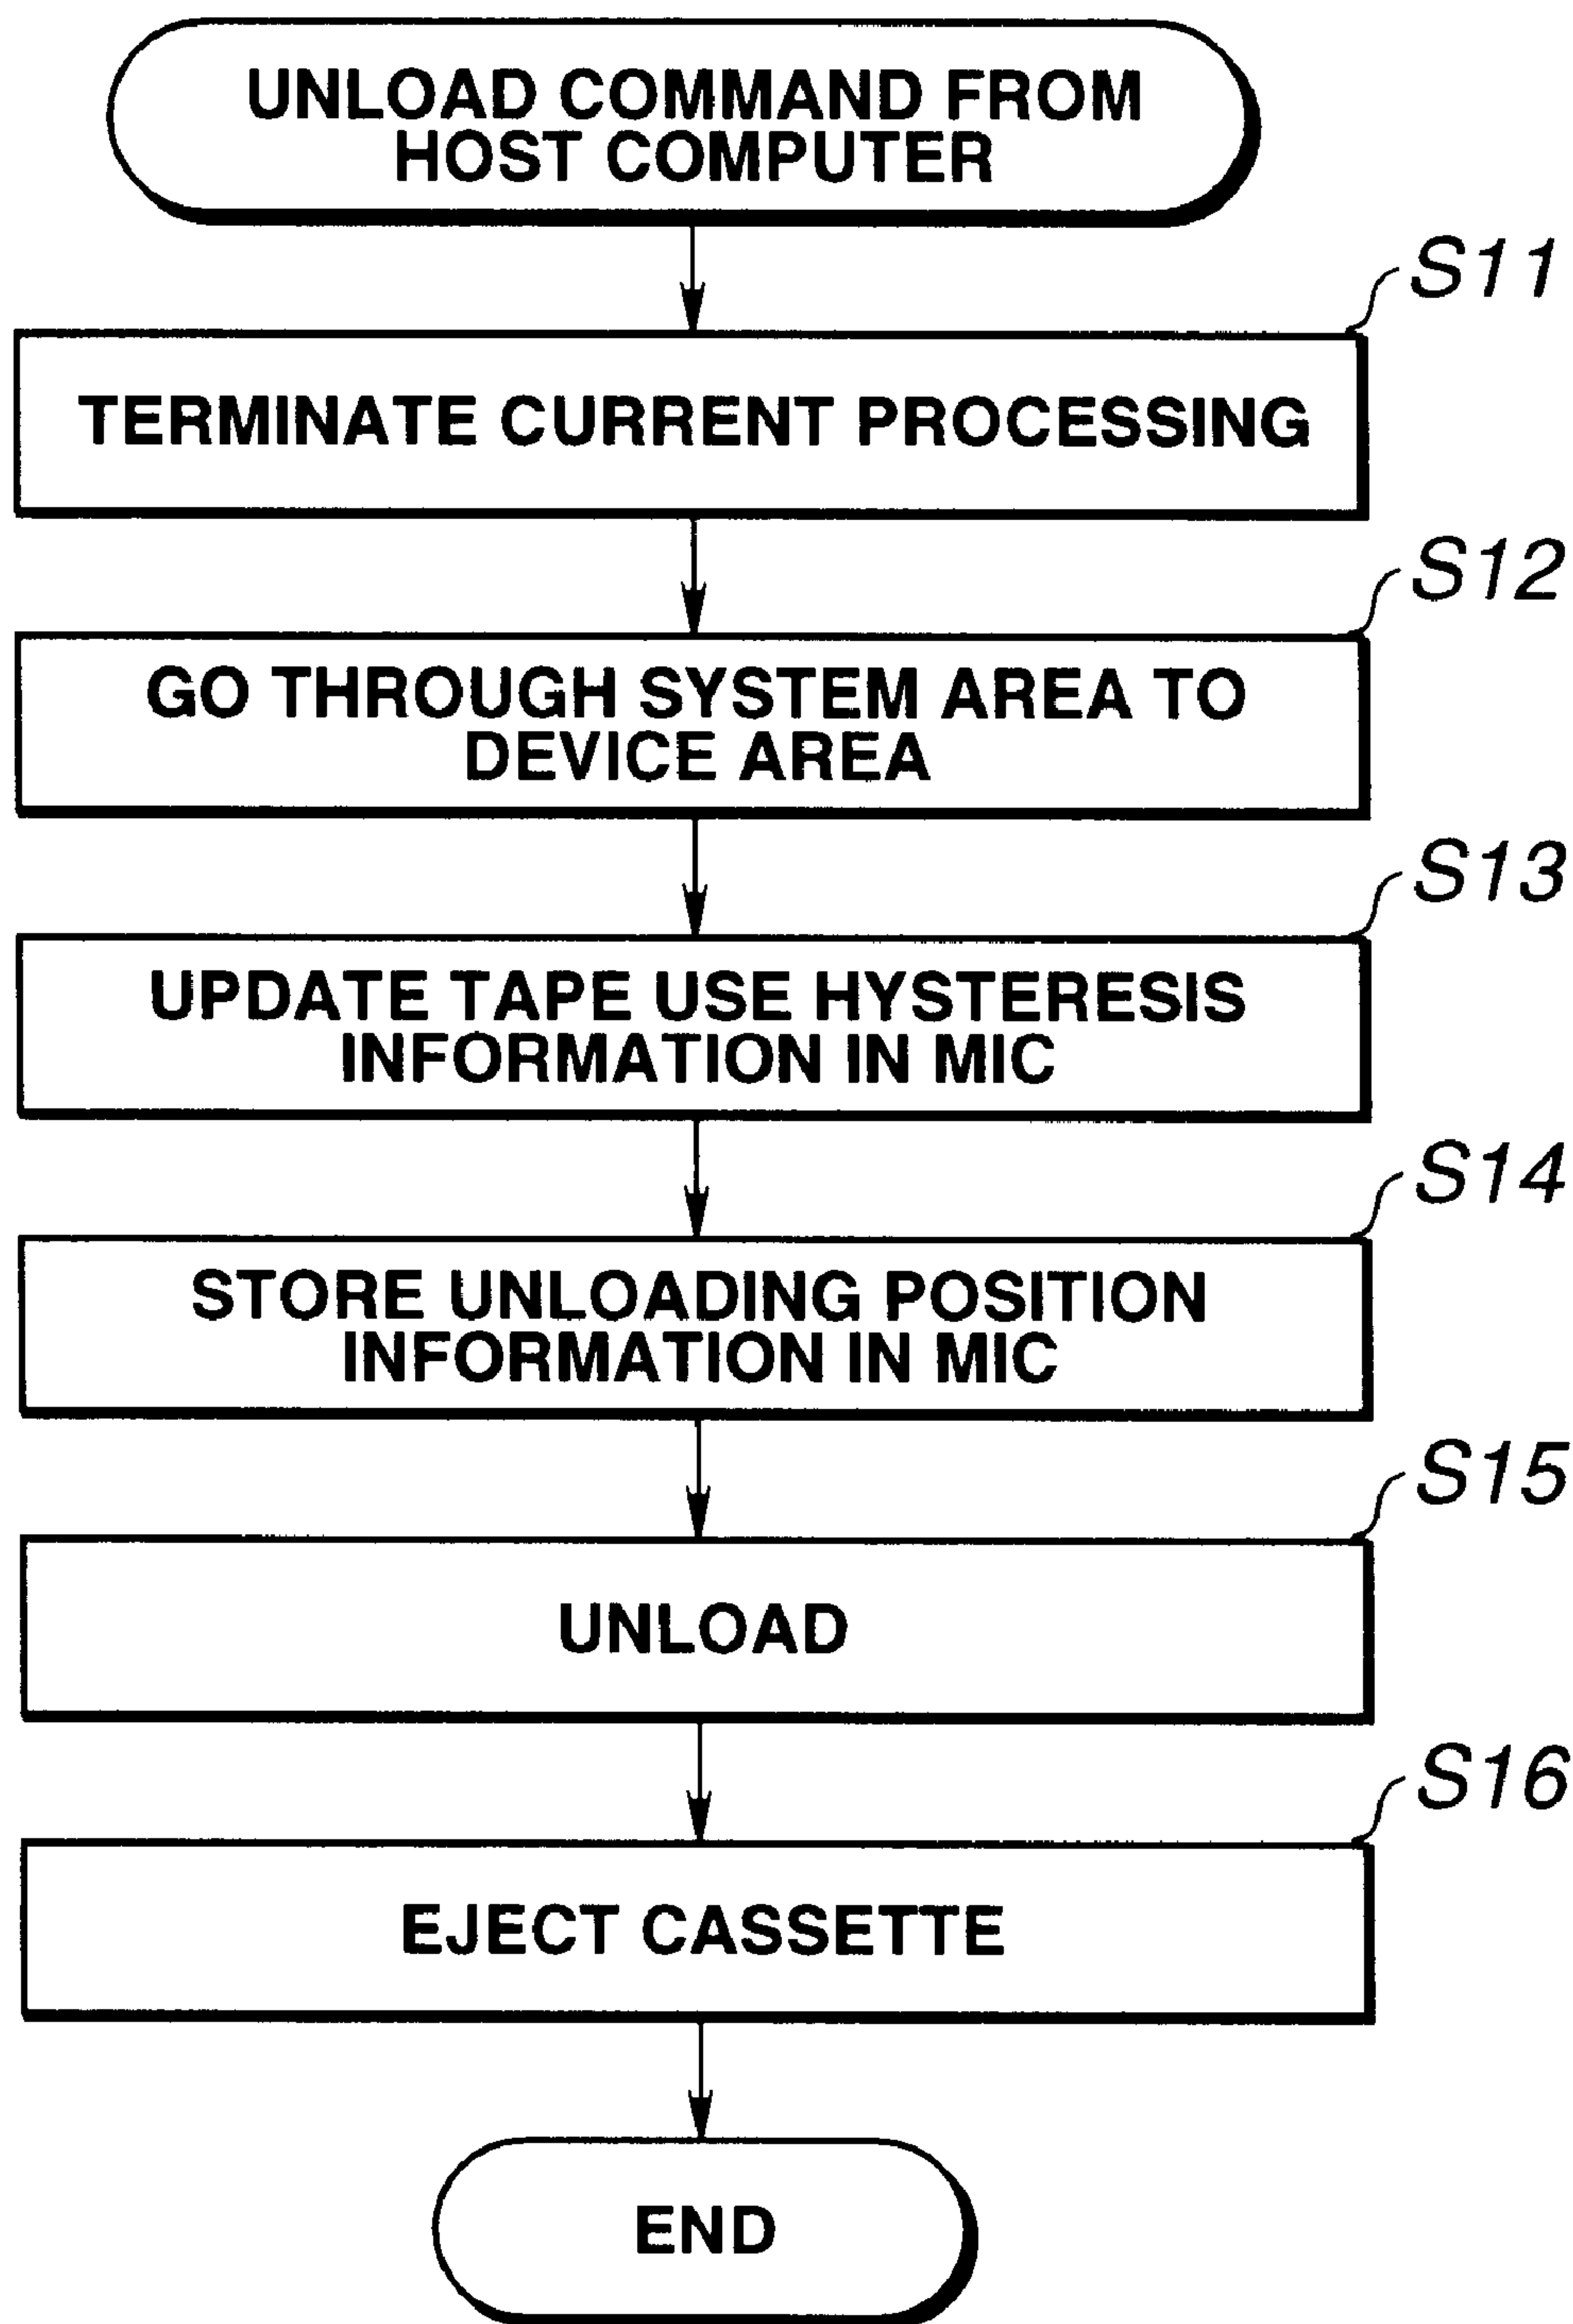 UNLOAD COMMAND FROM
HOST COMPUTER
S11
TERMINATE CURRENT PROCESSING
S12
GO THROUGH SYSTEM AREA TO
DEVICE AREA
S13
UPDATE TAPE USE HYSTERESIS
INFORMATION IN MIC
S14
STORE UNLOADING POSITION
INFORMATION IN MIC
S15
UNLOAD
S16
EJECT CASSETTE
END